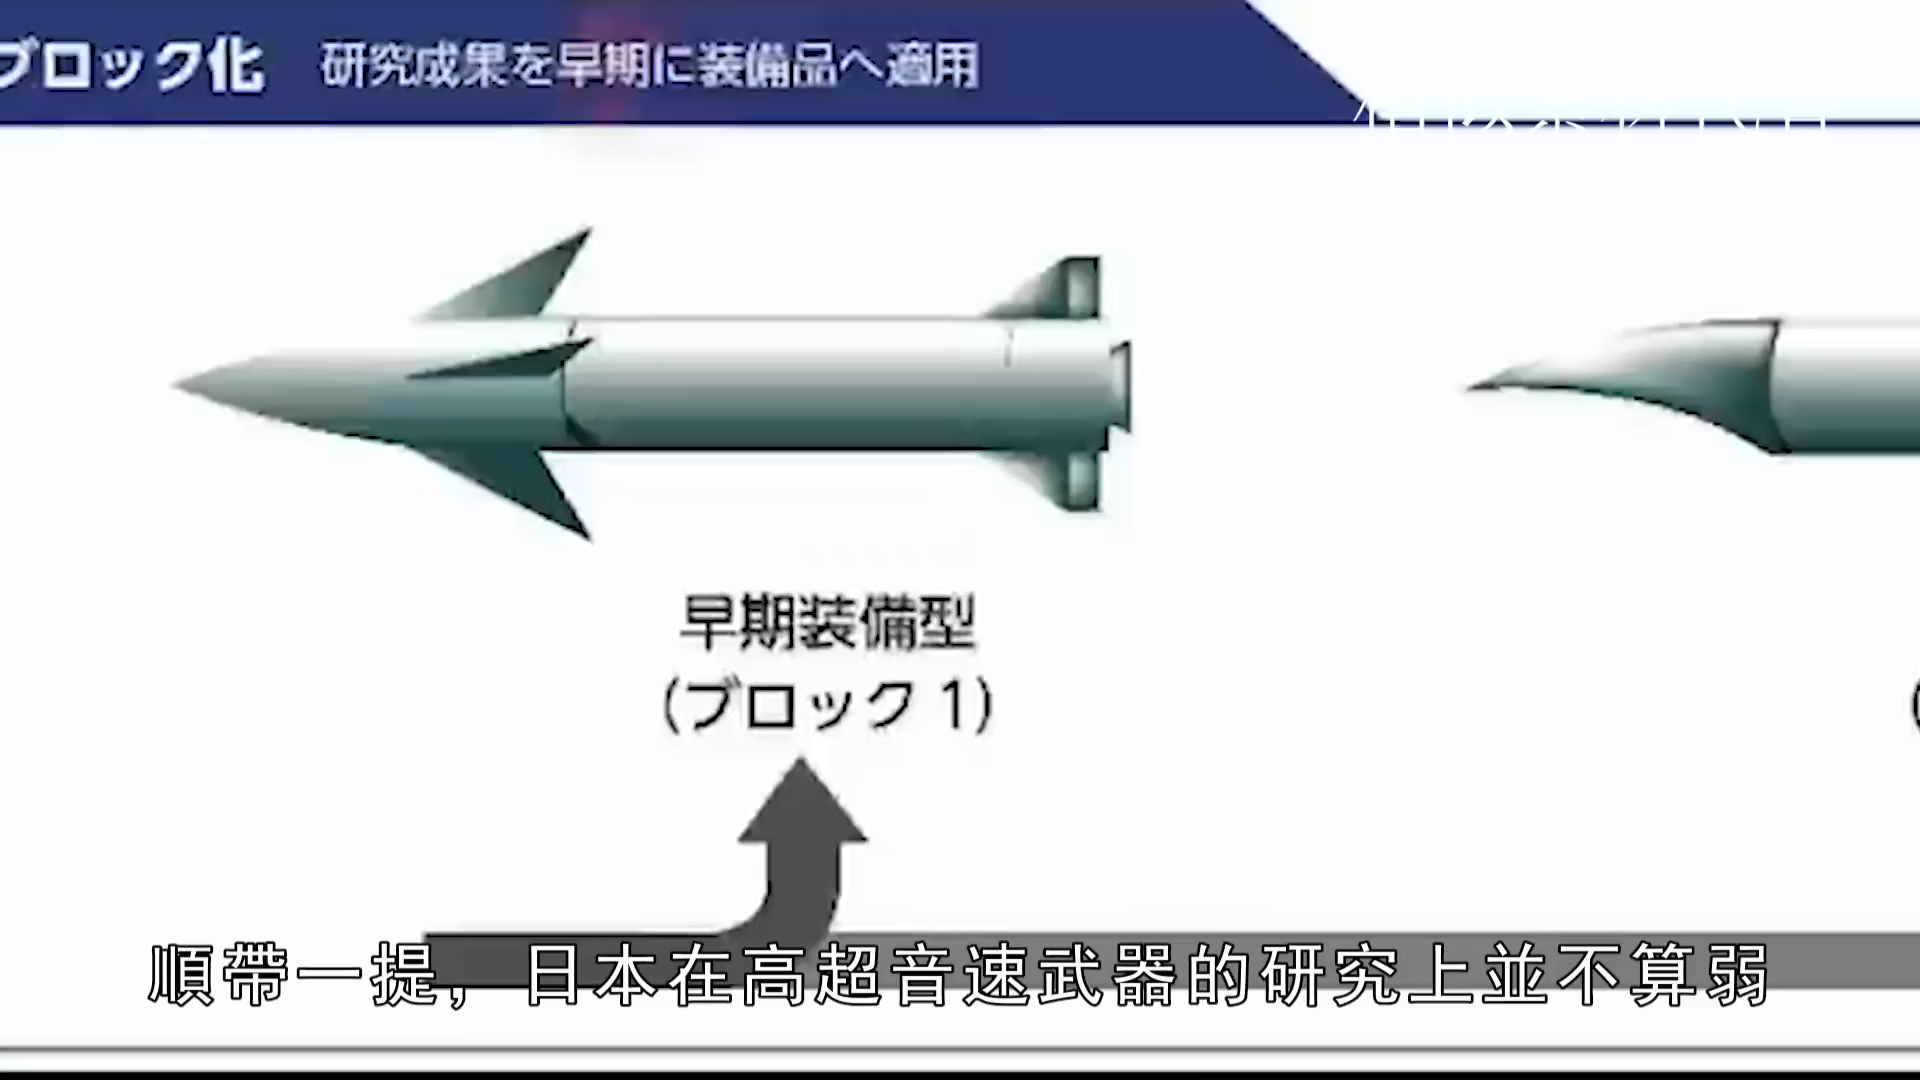 ブロック化 研究成果を早期に装備品へ適用
早期装備型
(ブロック1)
順帶一提，日本在高超音速武器的研究上並不算弱